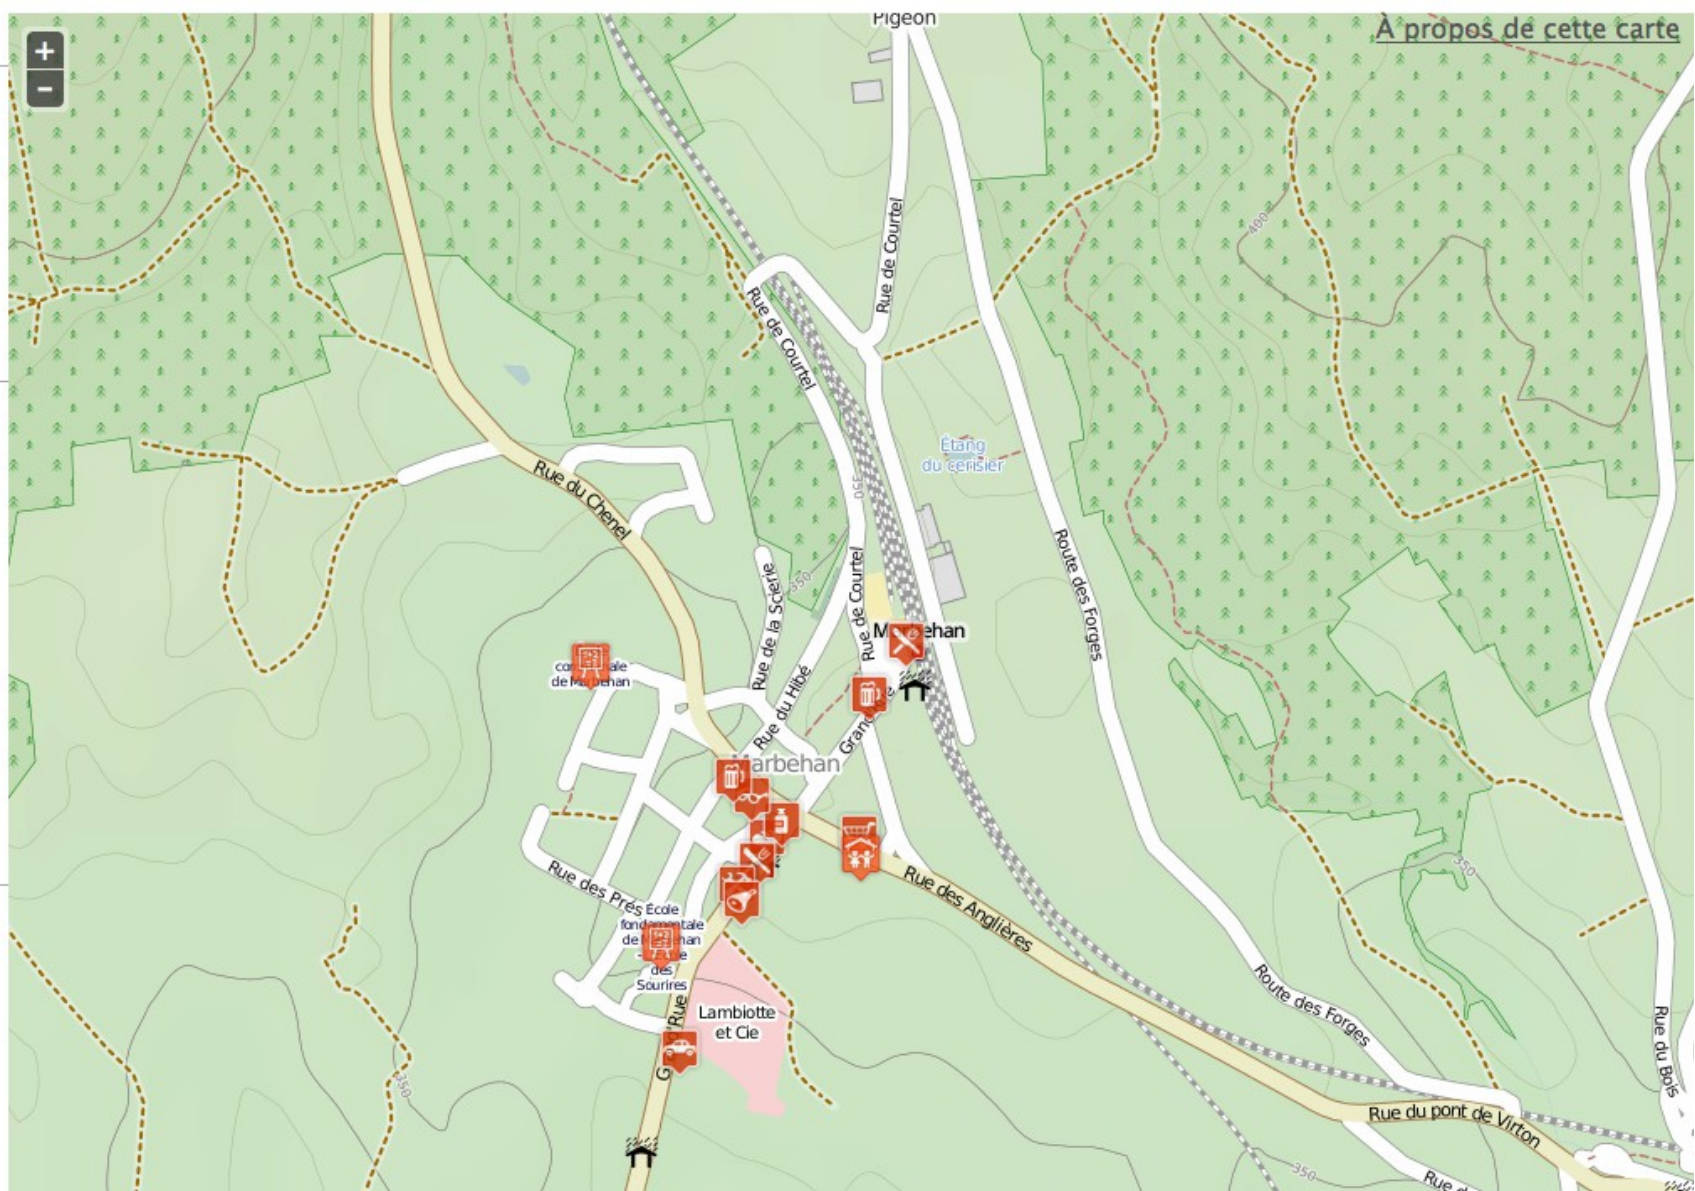 Pigeon
À propos de cette carte
+
-
Rue de Courtel
400
Rue de Courtel
Étang
du cerisier
Rue du Chenel
350
Route des Forges
Rue de la Scierie
350
Rue de Courtel
de Marbehan
Rue du Hibé
Marbehan
350
Rue des Prés
Rue des Anglières
École
fondamentale
des
Sourires
Route des Forges
Lambiotte
et Cie
Rue du Bois
350
Rue du pont de Virton
350